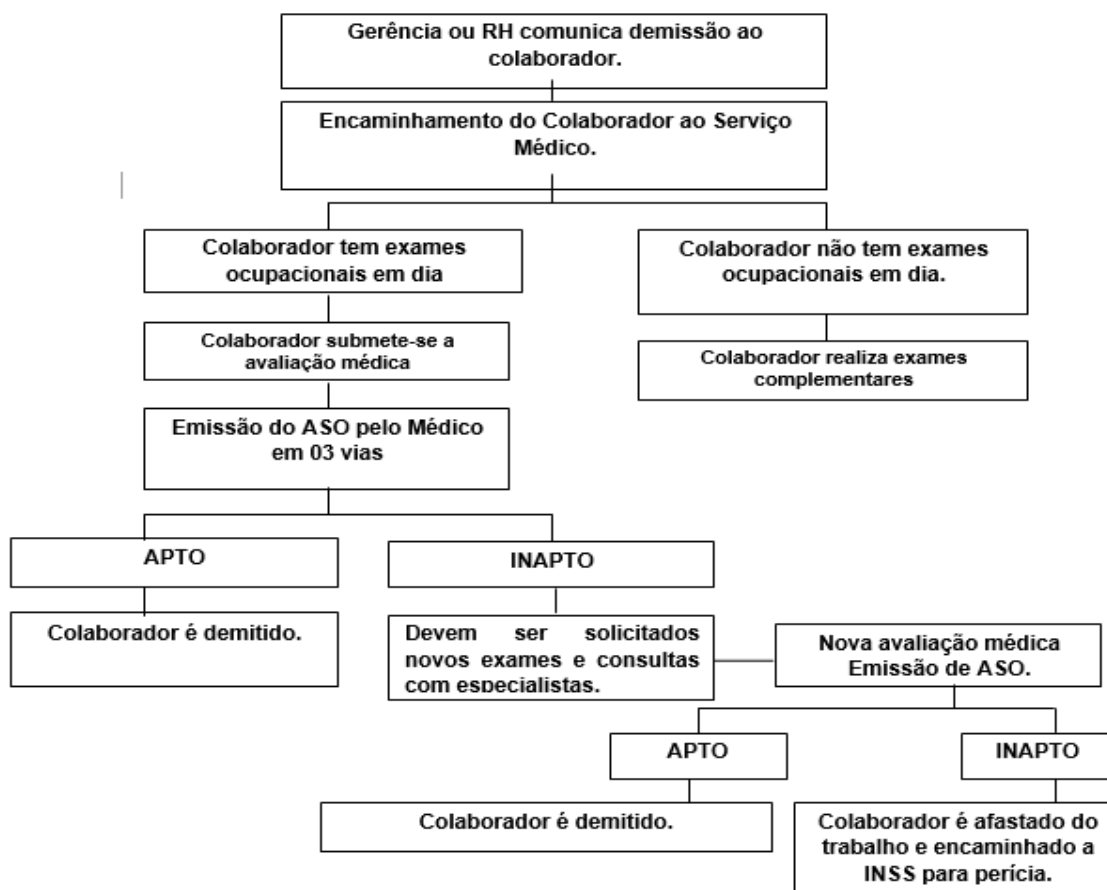 Gerência ou RH comunica demissão ao
colaborador.
Encaminhamento do Colaborador ao Serviço
Médico.
Colaborador tem exames
ocupacionais em dia
Colaborador não tem exames
ocupacionais em dia.
Colaborador submete-se a
avaliação médica
Colaborador realiza exames
complementares
Emissão do ASO pelo Médico
em 03 vias
APTO
INAPTO
Colaborador é demitido.
Devem ser solicitados
novos exames e consultas
com especialistas.
Nova avaliação médica
Emissão de ASO.
APTO
INAPTO
Colaborador é demitido.
Colaborador é afastado do
trabalho e encaminhado a
INSS para perícia.